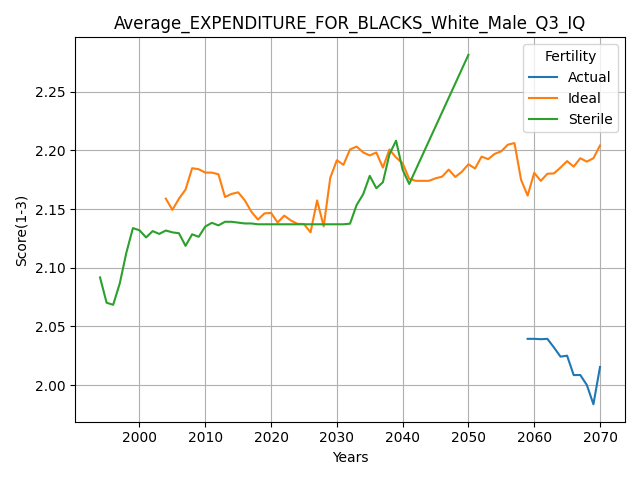 Average_EXPENDITURE_FOR_BLACKS_White_Male_Q3_IQ
Fertility
Actual
Ideal
Sterile
Score(1-3)
2.25
2.20
2.15
2.10
2.05
2.00
2000 2010 2020 2030 2040 2050 2060 2070
Years